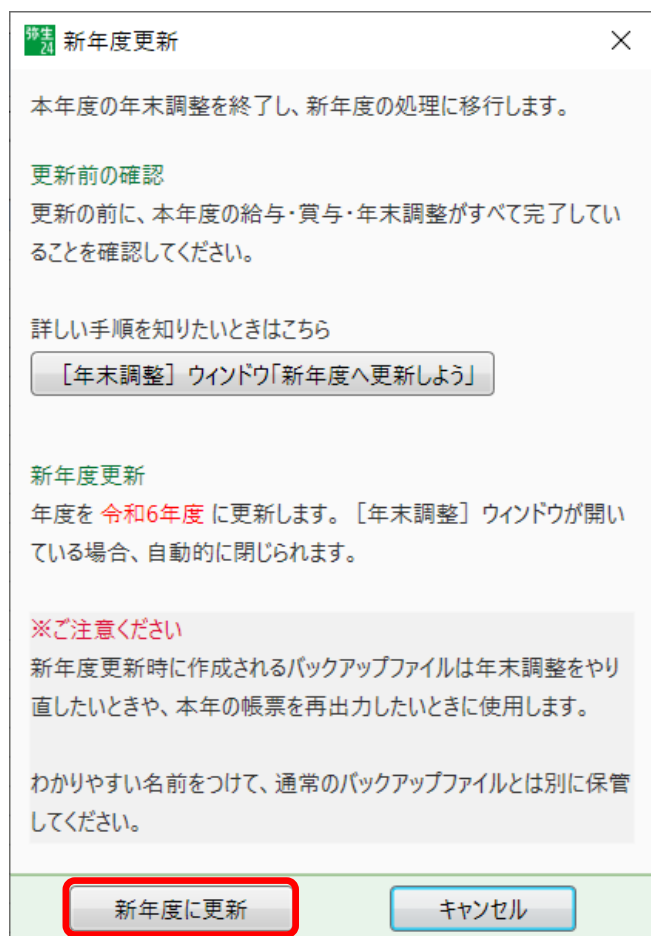 弥生
24
新年度更新
本年度の年末調整を終了し、新年度の処理に移行します。
更新前の確認
更新の前に、本年度の給与・賞与・年末調整がすべて完了してい
ることを確認してください。
詳しい手順を知りたいときはこちら
［年末調整］ウィンドウ「新年度へ更新しよう」
新年度更新
年度を 令和6年度 に更新します。［年末調整］ウィンドウが開い
ている場合、自動的に閉じられます。
※ご注意ください
新年度更新時に作成されるバックアップファイルは年末調整をやり
直したいときや、本年の帳票を再出力したいときに使用します。
わかりやすい名前をつけて、通常のバックアップファイルとは別に保管
してください。
新年度に更新
キャンセル